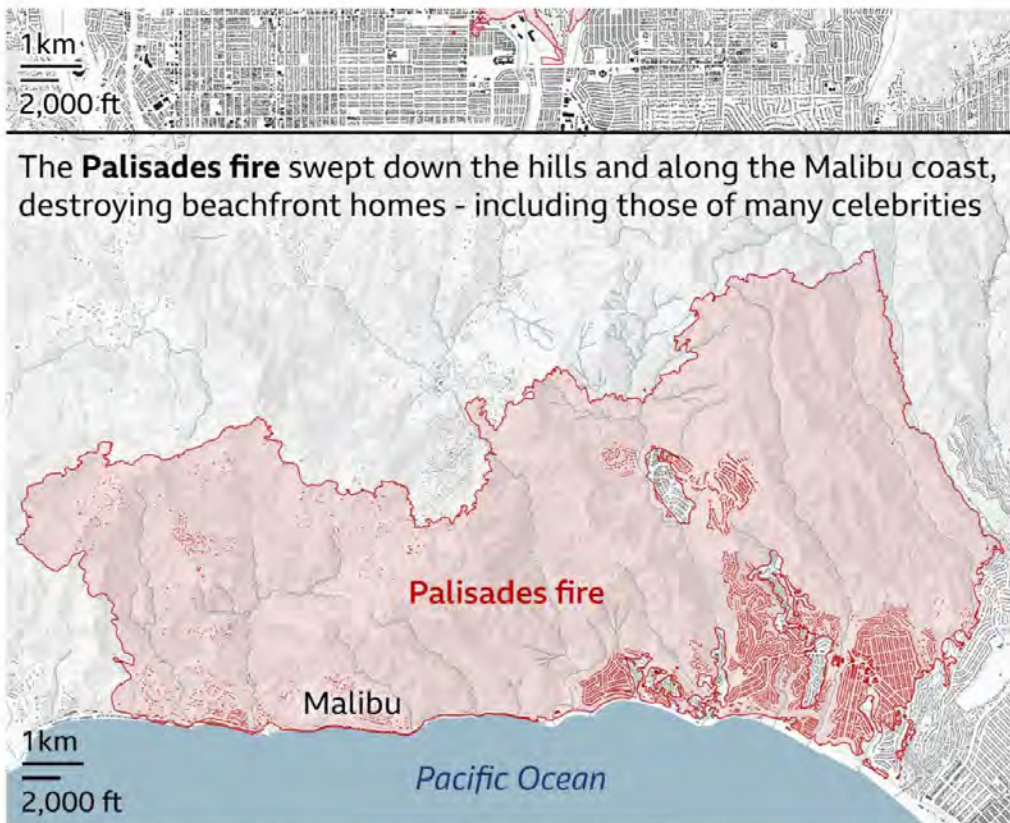 1km
2,000 ft
The Palisades fire swept down the hills and along the Malibu coast,
destroying beachfront homes - including those of many celebrities
Palisades fire
Malibu
1km
2,000 ft
Pacific Ocean